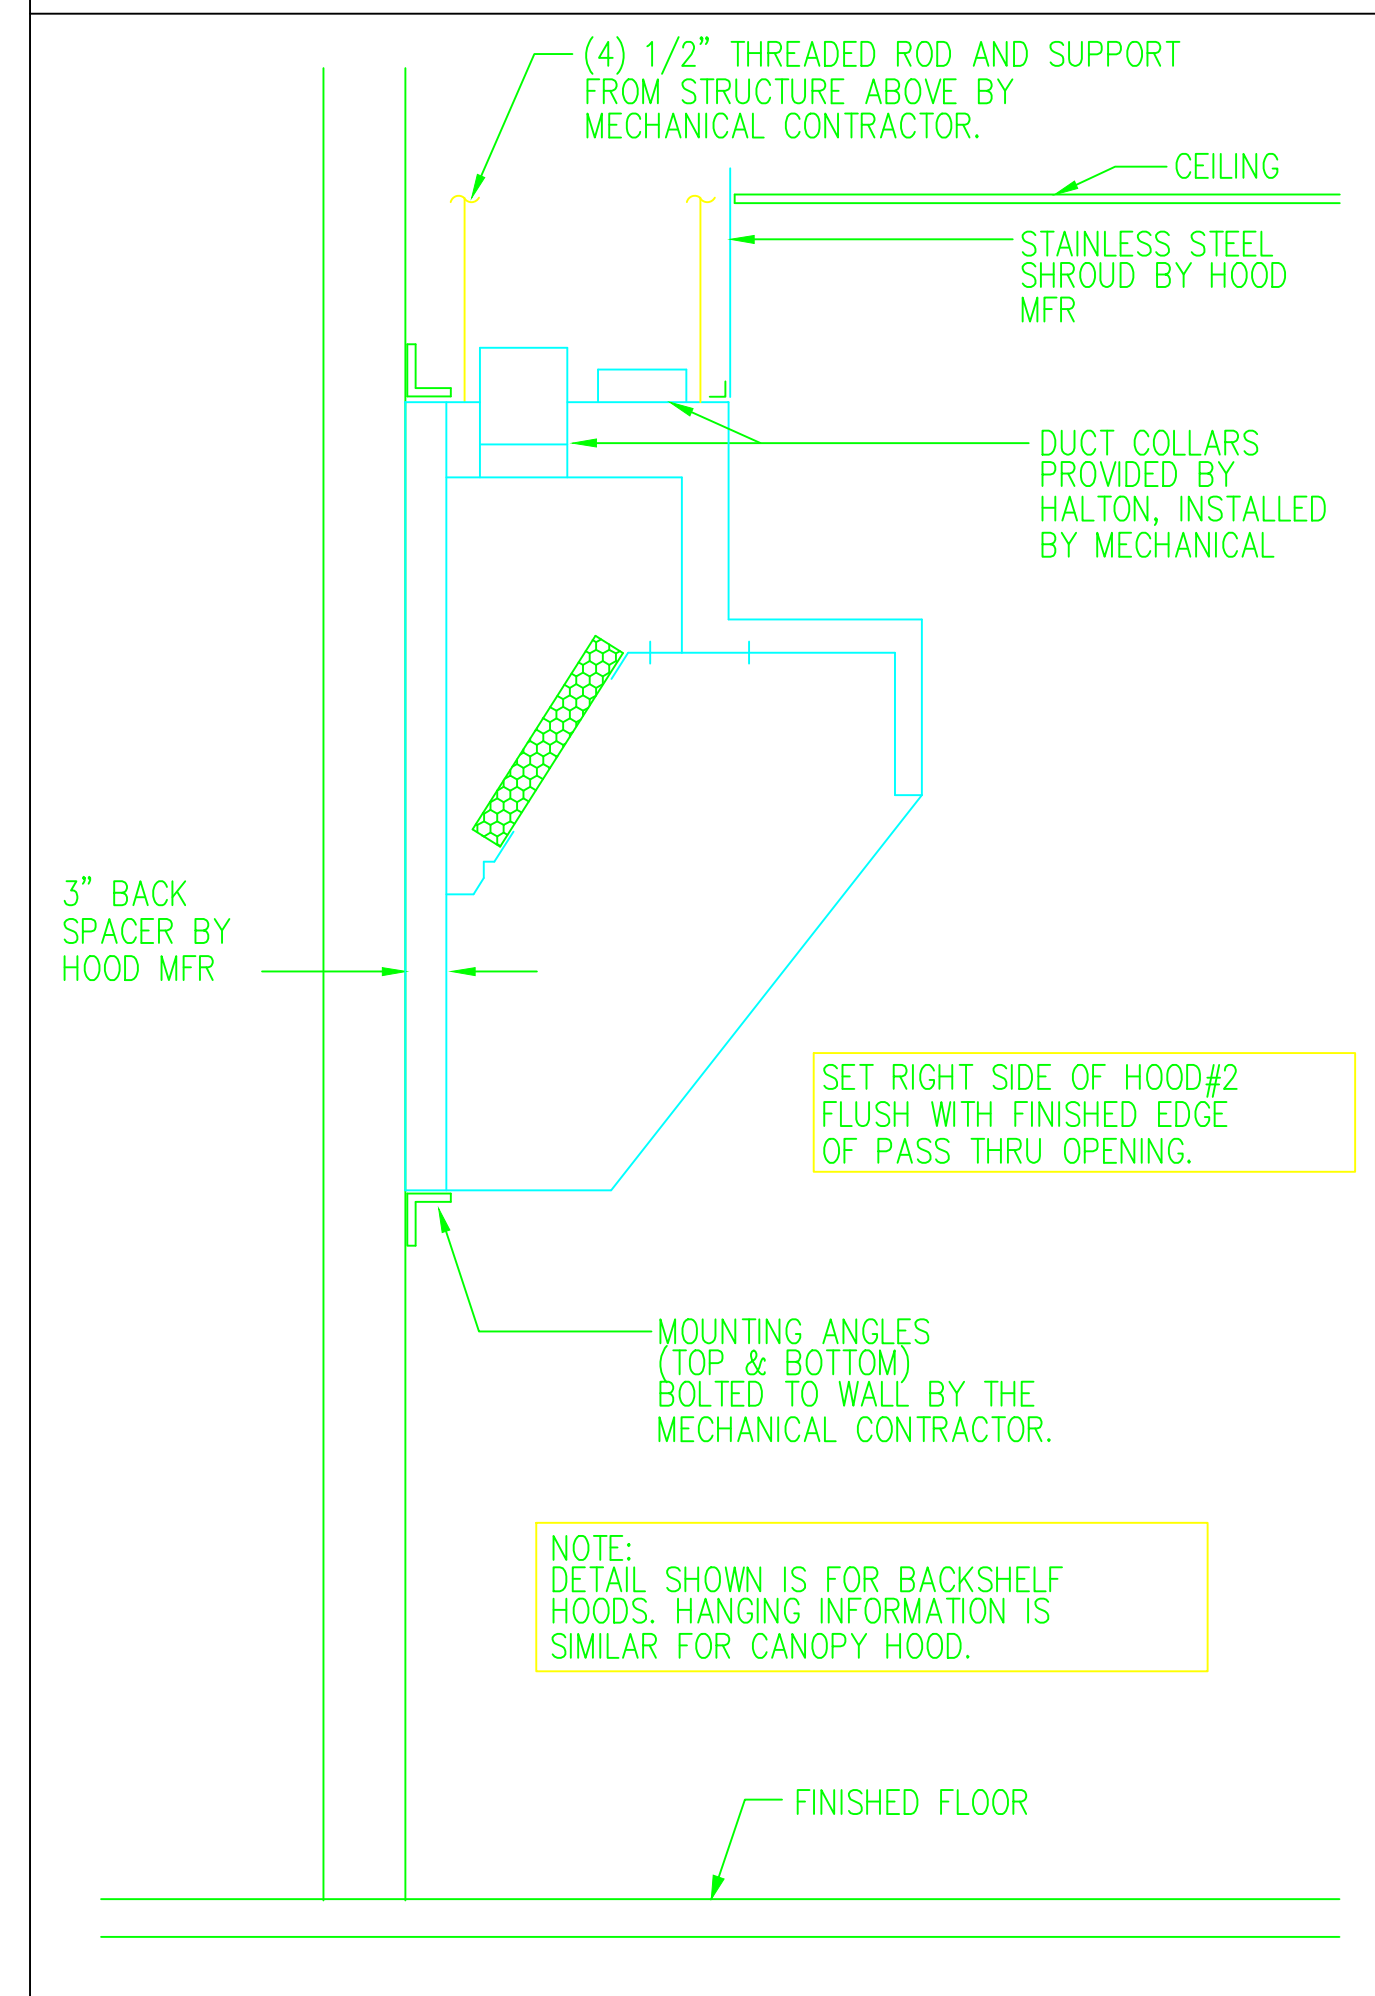 (4) 1/2" THREADED ROD AND SUPPORT
FROM STRUCTURE ABOVE BY
MECHANICAL CONTRACTOR.
CEILING
STAINLESS STEEL
SHROUD BY HOOD
MFR
DUCT COLLARS
PROVIDED BY
HALTON, INSTALLED
BY MECHANICAL
3" BACK
SPACER BY
HOOD MFR
SET RIGHT SIDE OF HOOD#2
FLUSH WITH FINISHED EDGE
OF PASS THRU OPENING.
MOUNTING ANGLES
(TOP & BOTTOM)
BOLTED TO WALL BY THE
MECHANICAL CONTRACTOR.
NOTE:
DETAIL SHOWN IS FOR BACKSHELF
HOODS. HANGING INFORMATION IS
SIMILAR FOR CANOPY HOOD.
FINISHED FLOOR